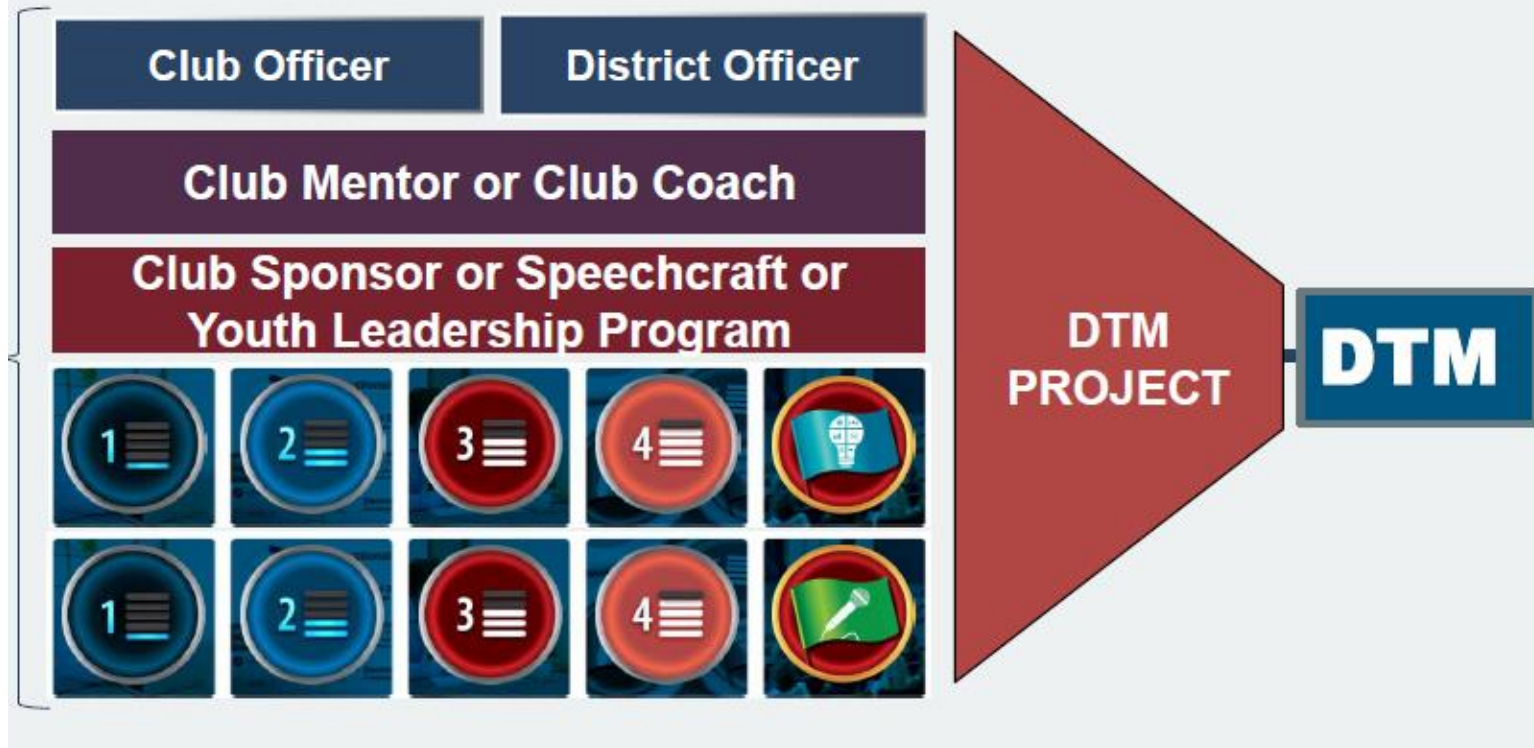 Club Officer
District Officer
Club Mentor or Club Coach
Club Sponsor or Speechcraft or
Youth Leadership Program
1
2
3
4
1
2
3
4
DTM
PROJECT
DTM